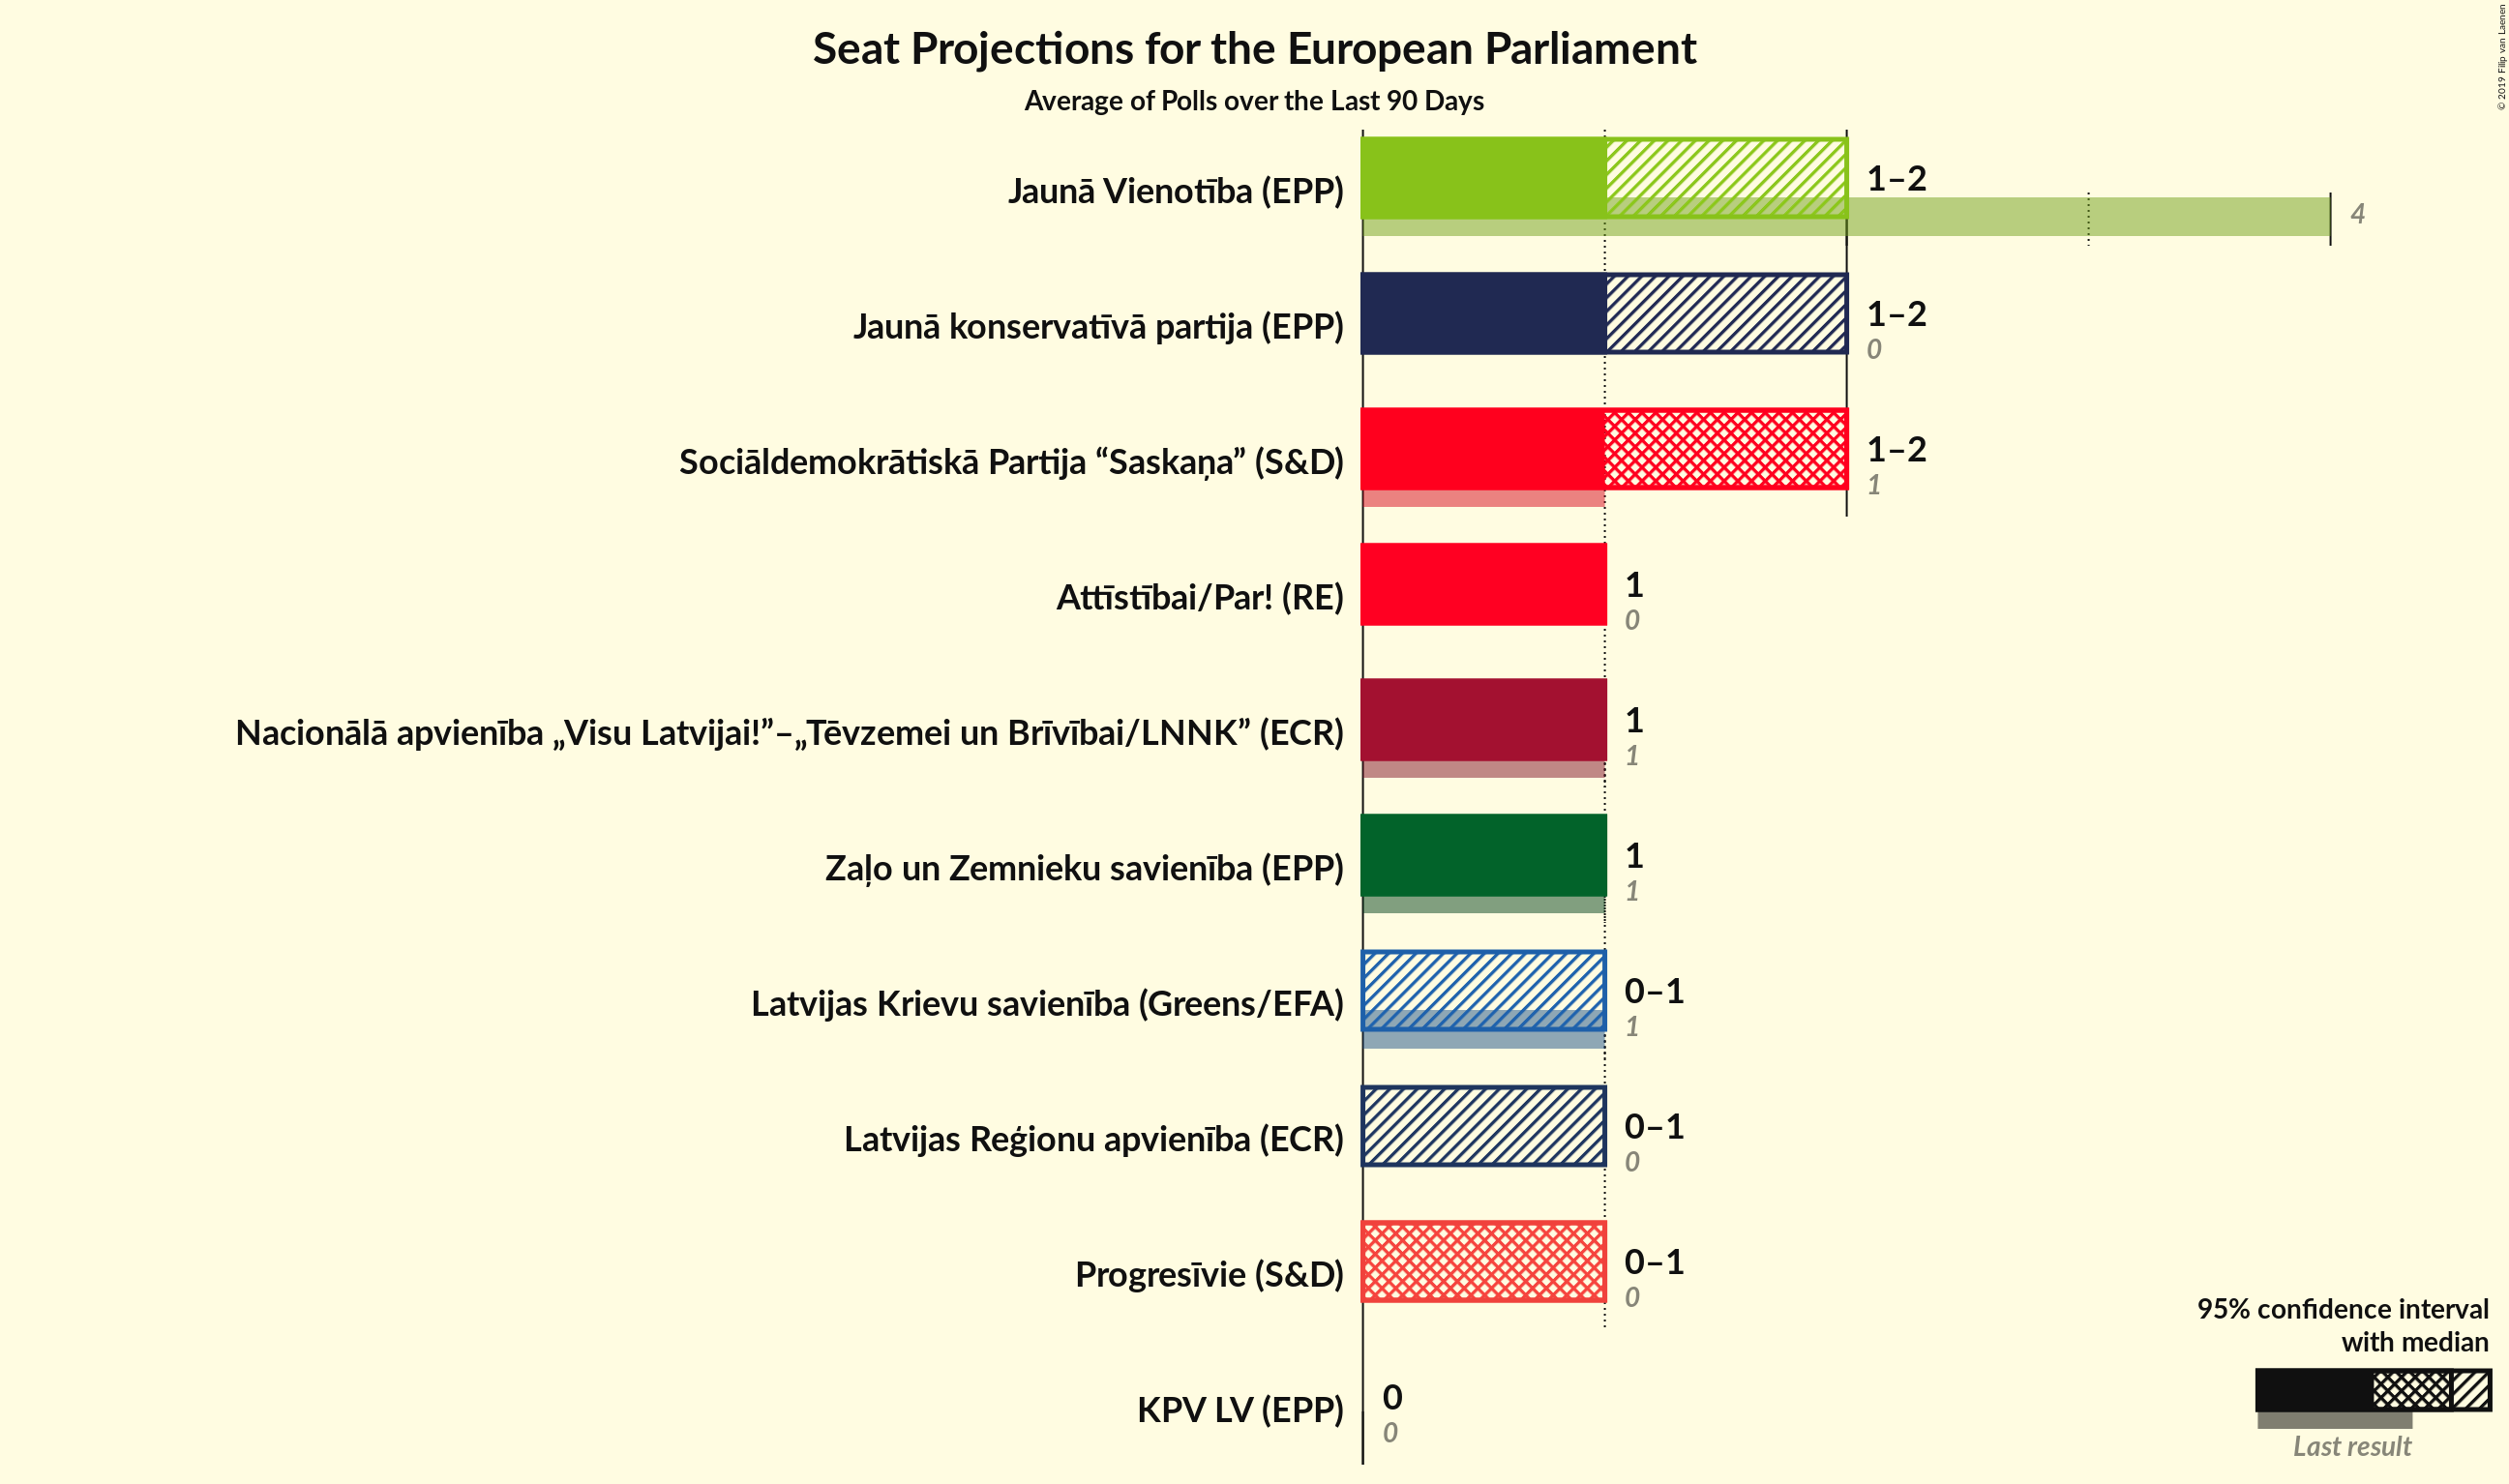 Seat Projections for the European Parliament
Average of Polls over the Last 90 Days
© 2019 Filip van Laenen
Jaunā Vienotība (EPP)
1–2
4
Jaunā konservatīvā partija (EPP)
1–2
0
Sociāldemokrātiskā Partija “Saskaņa” (S&D)
1–2
1
Attīstībai/Par! (RE)
1
0
Nacionālā apvienība „Visu Latvijai!”–„Tēvzemei un Brīvībai/LNNK” (ECR)
1
1
Zaļo un Zemnieku savienība (EPP)
1
1
Latvijas Krievu savienība (Greens/EFA)
0–1
1
Latvijas Reģionu apvienība (ECR)
0–1
0
Progresīvie (S&D)
0–1
0
KPV LV (EPP)
0
0
95% confidence interval
with median
Last result